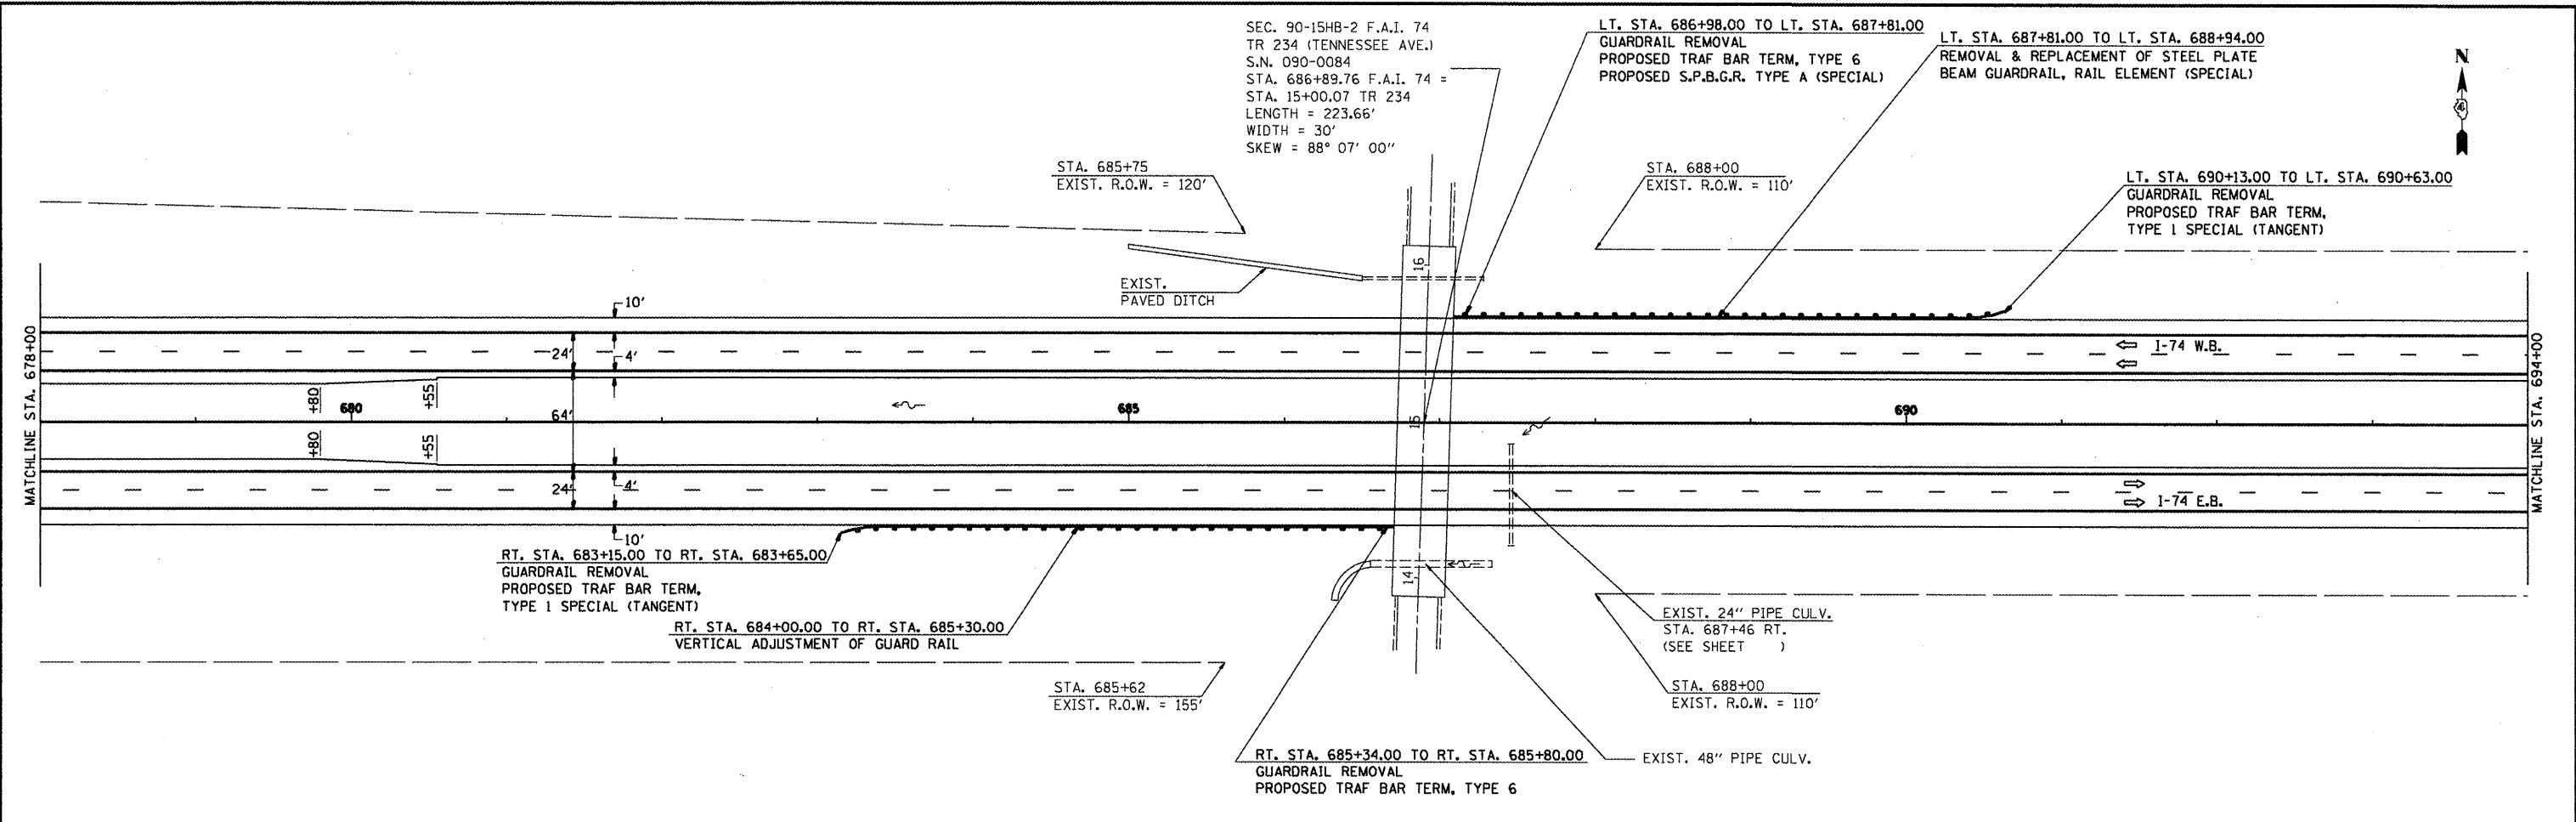 SEC. 90-15HB-2 F.A.I. 74
TR 234 (TENNESSEE AVE.)
S.N. 090-0084
STA. 686+89.76 F.A.I. 74 =
STA. 15+00.07 TR 234
LENGTH = 223.66'
WIDTH = 30'
SKEW = 88° 07' 00"
LT. STA. 686+98.00 TO LT. STA. 687+81.00
GUARDRAIL REMOVAL
PROPOSED TRAF BAR TERM, TYPE 6
PROPOSED S.P.B.G.R. TYPE A (SPECIAL)
LT. STA. 687+81.00 TO LT. STA. 688+94.00
REMOVAL & REPLACEMENT OF STEEL PLATE
BEAM GUARDRAIL, RAIL ELEMENT (SPECIAL)
N
STA. 685+75
EXIST. R.O.W. = 120'
STA. 688+00
EXIST. R.O.W. = 110'
LT. STA. 690+13.00 TO LT. STA. 690+63.00
GUARDRAIL REMOVAL
PROPOSED TRAF BAR TERM,
TYPE 1 SPECIAL (TANGENT)
EXIST.
PAVED DITCH
16
10'
MATCHLINE STA. 678+00
24'
4'
I-74 W.B.
MATCHLINE STA. 694+00
+80
+55
680
64'
685
15
690
+80
+55
24'
4'
I-74 E.B.
10'
14
RT. STA. 683+15.00 TO RT. STA. 683+65.00
GUARDRAIL REMOVAL
PROPOSED TRAF BAR TERM,
TYPE 1 SPECIAL (TANGENT)
RT. STA. 684+00.00 TO RT. STA. 685+30.00
VERTICAL ADJUSTMENT OF GUARD RAIL
EXIST. 24" PIPE CULV.
STA. 687+46 RT.
(SEE SHEET )
STA. 685+62
EXIST. R.O.W. = 155'
STA. 688+00
EXIST. R.O.W. = 110'
RT. STA. 685+34.00 TO RT. STA. 685+80.00
GUARDRAIL REMOVAL
PROPOSED TRAF BAR TERM, TYPE 6
EXIST. 48" PIPE CULV.